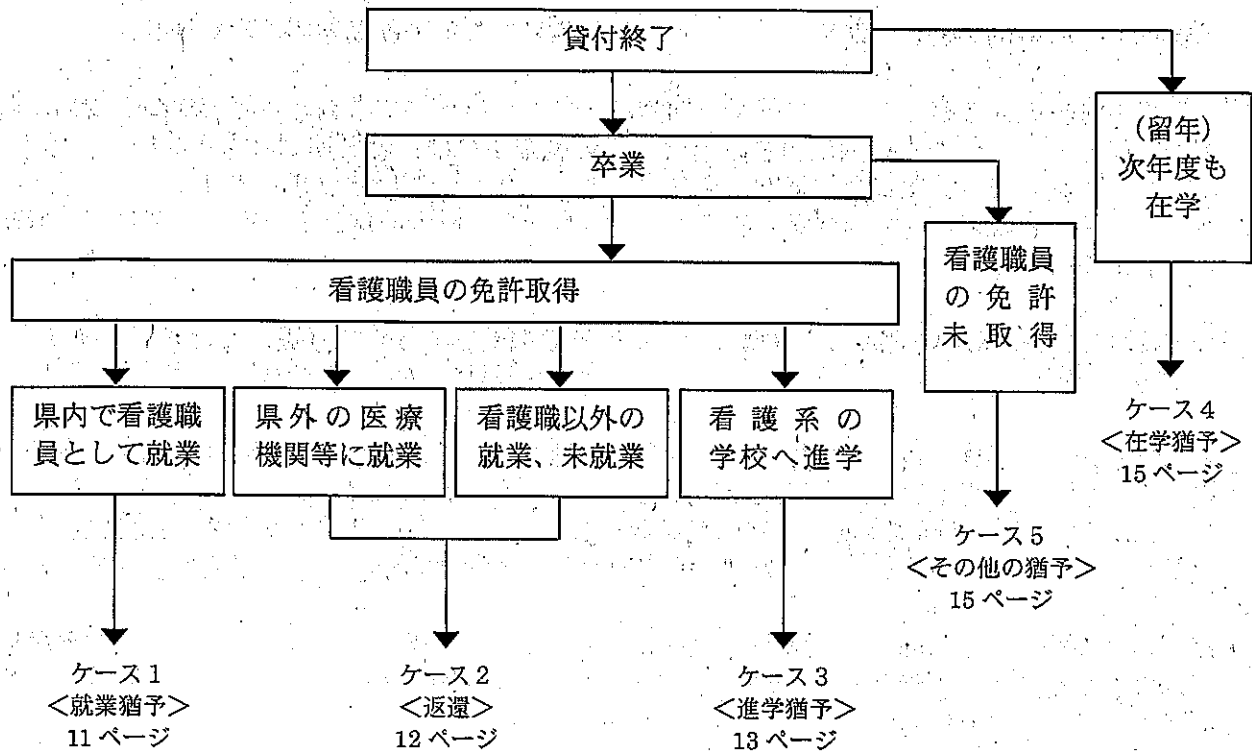 貸付終了
(留年)
次年度も
在学
卒業
看護職員
の免許
未取得
看護職員の免許取得
県内で看護職
員として就業
県外の医療
機関等に就業
看護職以外の
就業、未就業
看護系の
学校へ進学
ケース4
<在学猶予>
15ページ
ケース5
<その他の猶予>
15ページ
ケース1
<就業猶予>
11ページ
ケース2
<返還>
12ページ
ケース3
<進学猶予>
13ページ